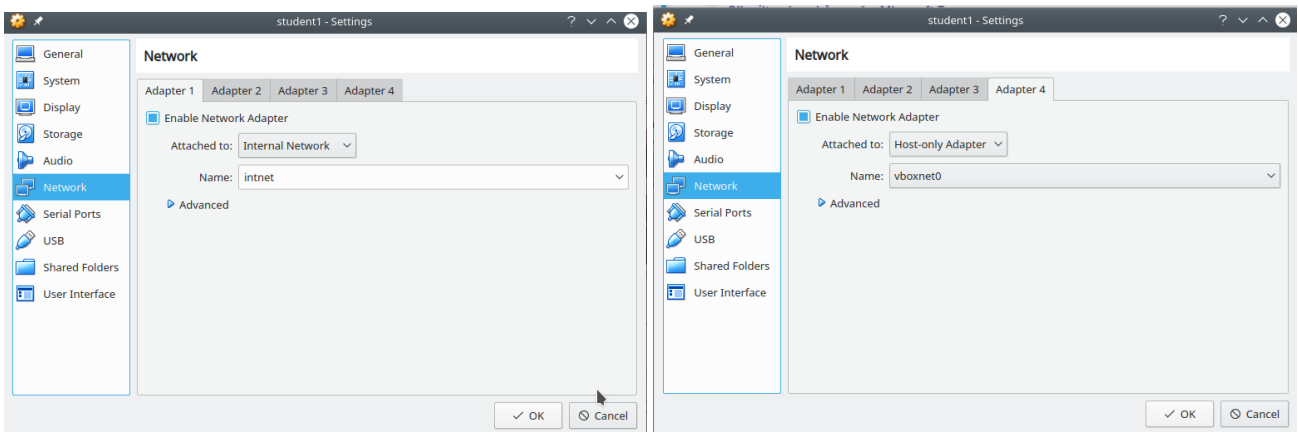 student1 - Settings
General
System
Display
Storage
Audio
Network
Serial Ports
USB
Shared Folders
User Interface
Network
Adapter 1 Adapter 2 Adapter 3 Adapter 4
Enable Network Adapter
Attached to: Internal Network
Name: intnet
Advanced
OK Cancel
student1 - Settings
General
System
Display
Storage
Audio
Network
Serial Ports
USB
Shared Folders
User Interface
Network
Adapter 1 Adapter 2 Adapter 3 Adapter 4
Enable Network Adapter
Attached to: Host-only Adapter
Name: vboxnet0
Advanced
OK Cancel